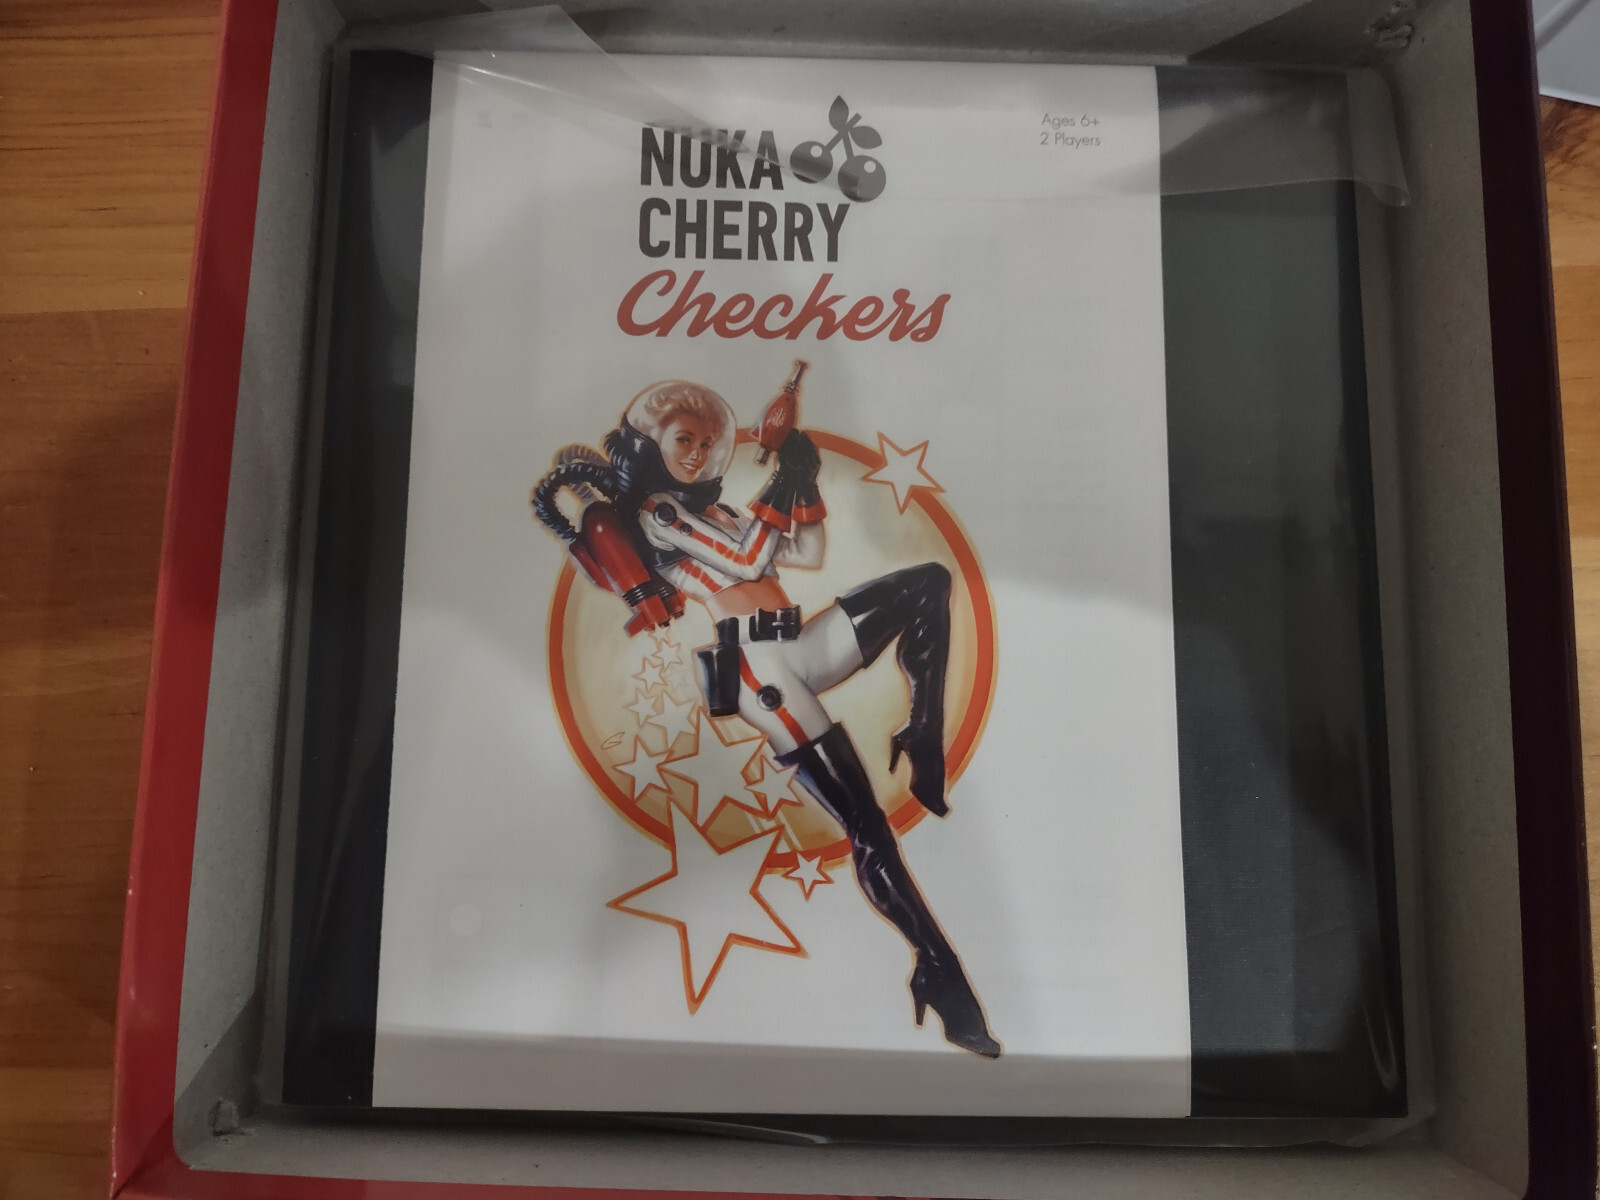 NUKA
CHERRY
Checkers
Ages 6+
2 Players